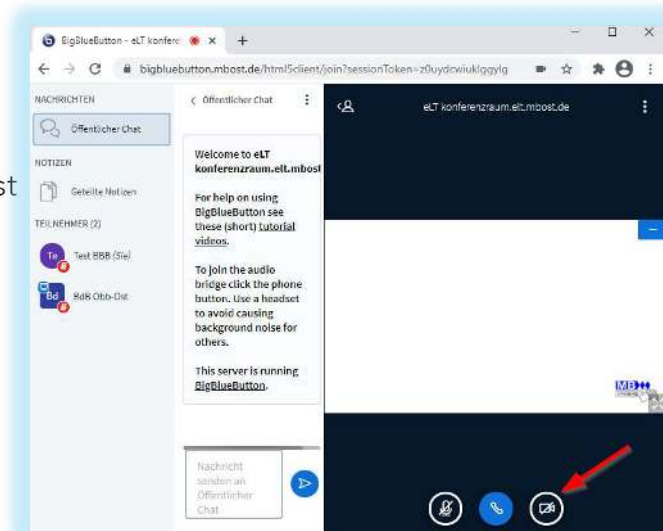 BigBlueButton - eLT konfere
bigbluebutton.mbost.de/html5client/join?sessionToken=z0uydcwiuklggylg
NACHRICHTEN
Öffentlicher Chat
NOTIZEN
Geteilte Notizen
TEILNEHMER (2)
Te
Test BBB (Sie)
Bd
BdB Obb-Ost
st
Öffentlicher Chat
Welcome to eLT
konferenzraum.elt.mbost
For help on using
BigBlueButton see
these (short) tutorial
videos.
To join the audio
bridge click the phone
button. Use a headset
to avoid causing
background noise for
others.
This server is running
BigBlueButton.
Nachricht
senden an
Öffentlicher
Chat
eLT konferenzraum.elt.mbost.de
MB